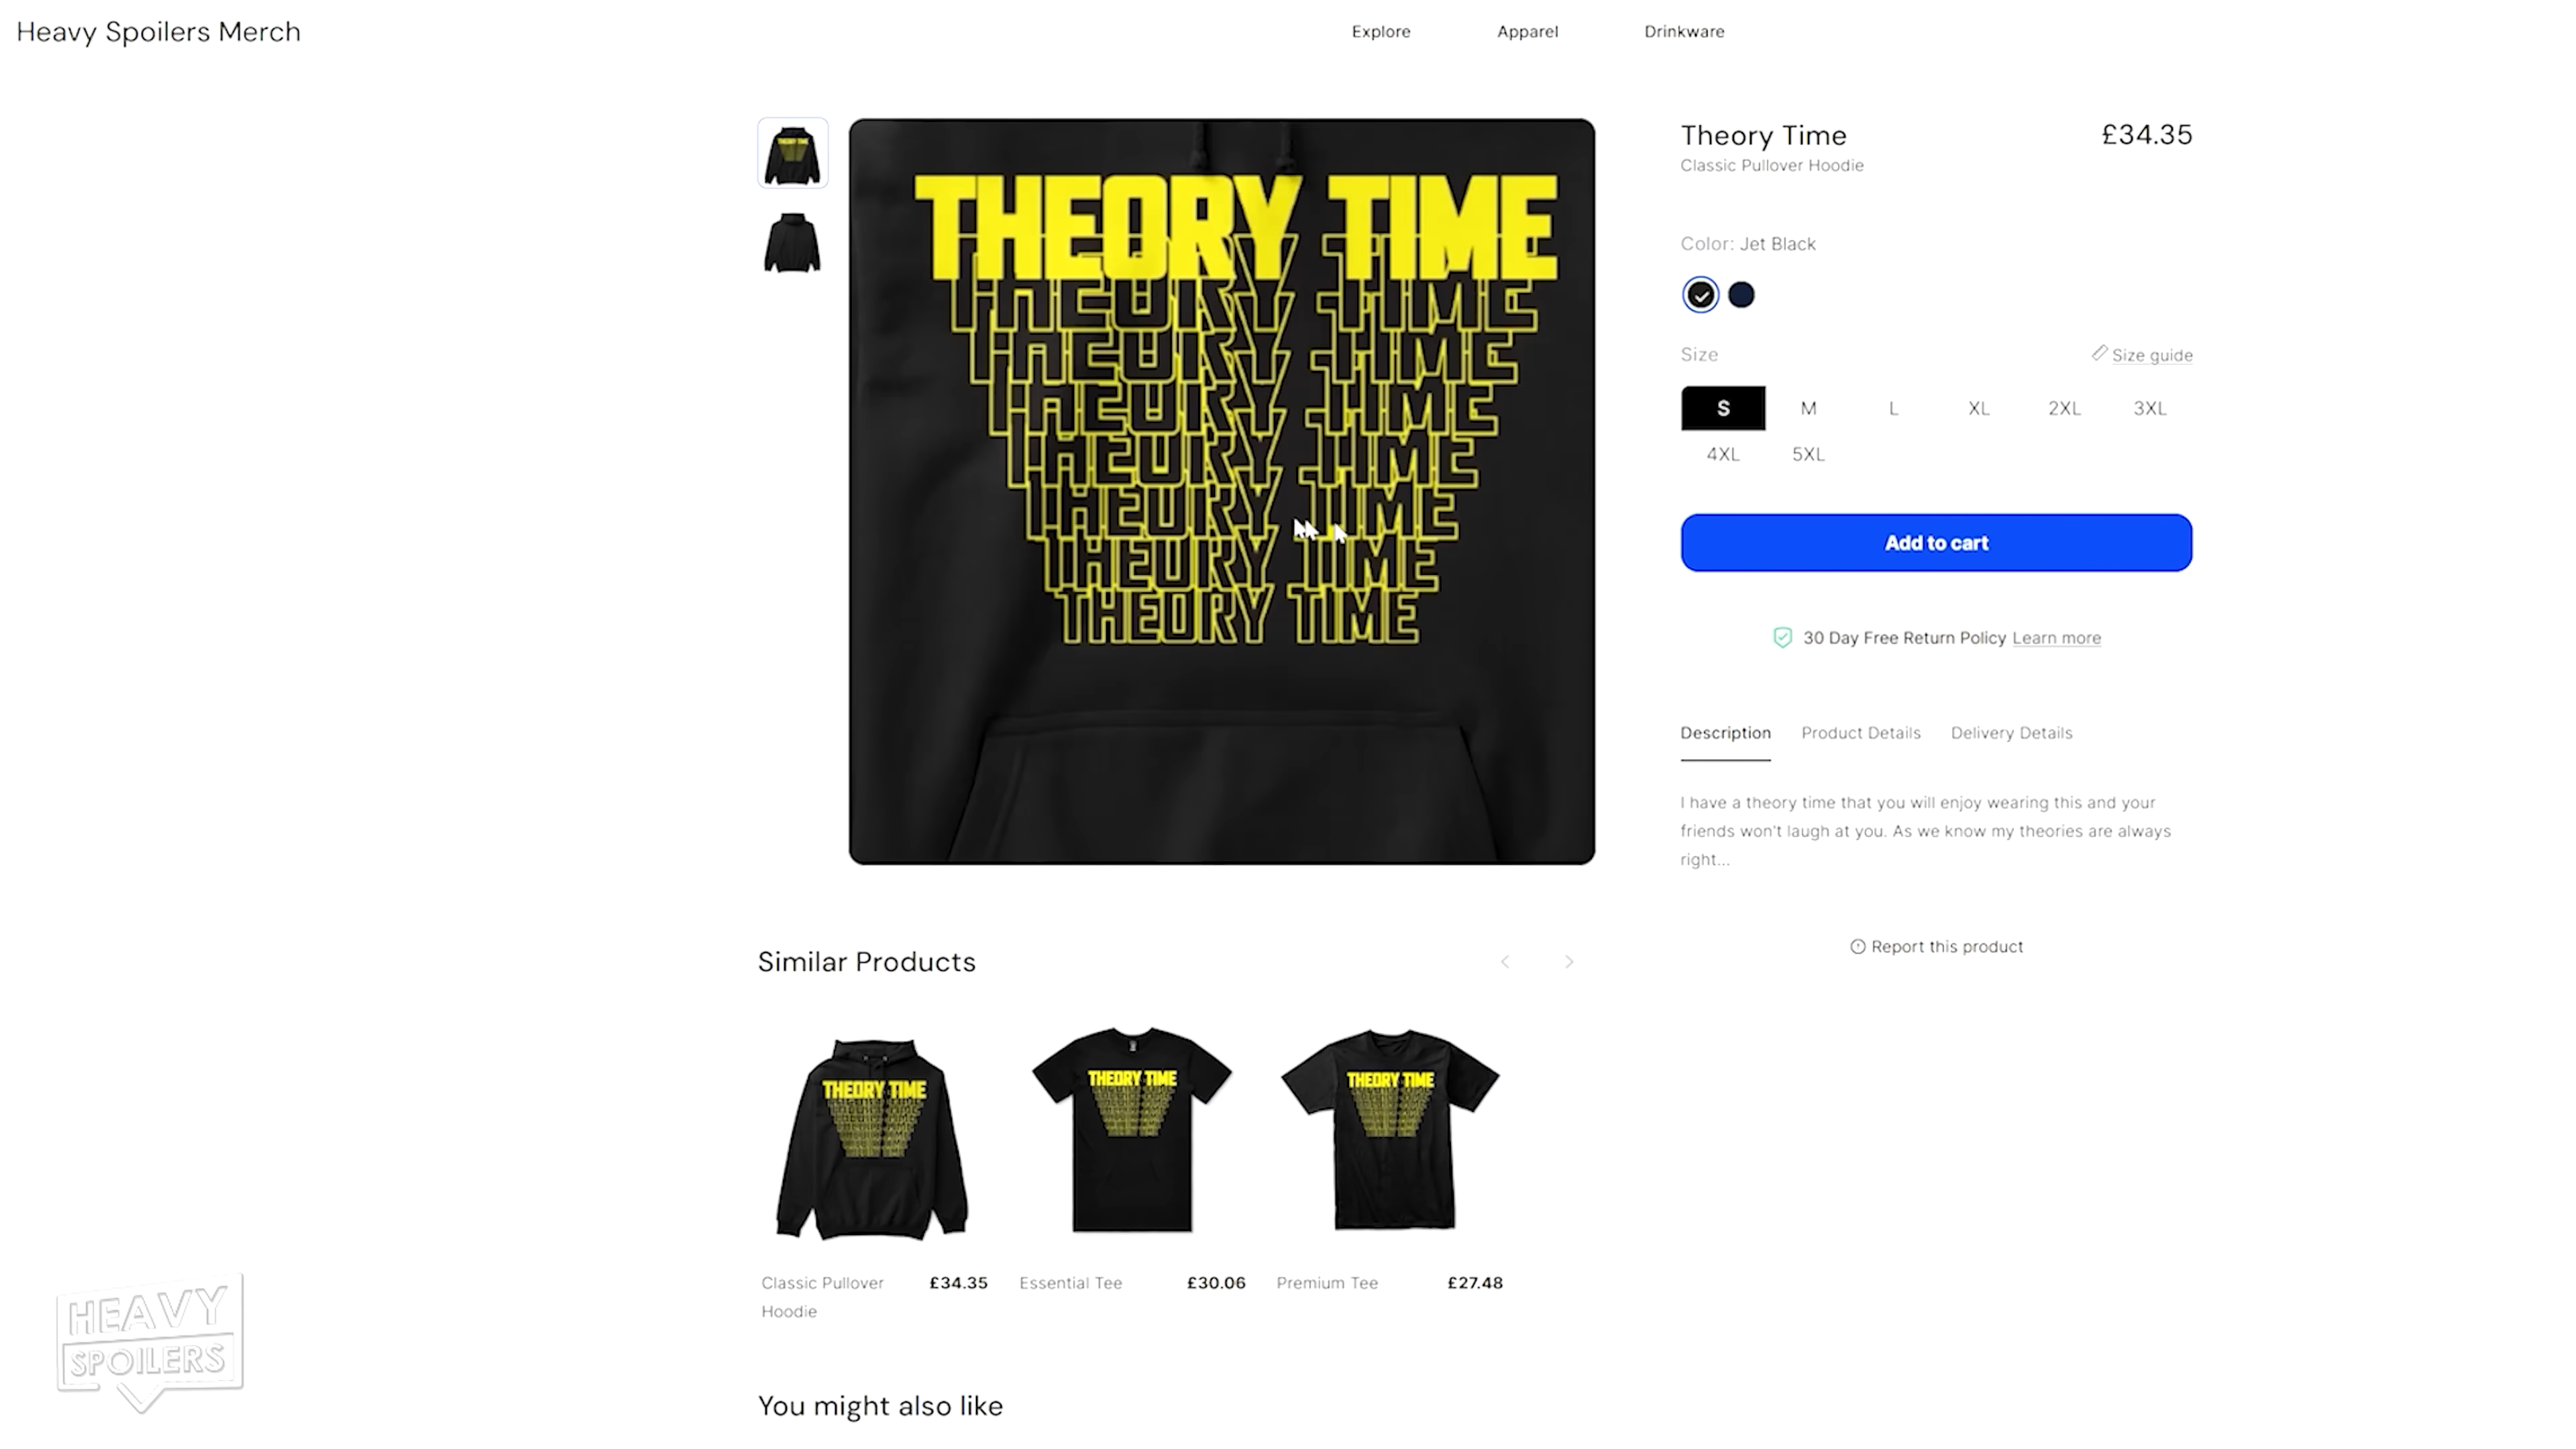 Heavy Spoilers Merch
Explore
Apparel
Drinkware
THEORY TIME
THEORY TIME
THEORY TIME
THEORY TIME
THEORY TIME
THEORY TIME
THEORY TIME
THEORY TIME
Theory Time
£34.35
Classic Pullover Hoodie
Color: Jet Black
Size
Size guide
S
M
L
XL
2XL
3XL
4XL
5XL
Add to cart
30 Day Free Return Policy Learn more
Description
Product Details
Delivery Details
I have a theory time that you will enjoy wearing this and your
friends won't laugh at you. As we know my theories are always
right...
Report this product
Similar Products
THEORY TIME
THEORY TIME
THEORY TIME
Classic Pullover
Hoodie
£34.35
Essential Tee
£30.06
Premium Tee
£27.48
HEAVY
SPOILERS
You might also like